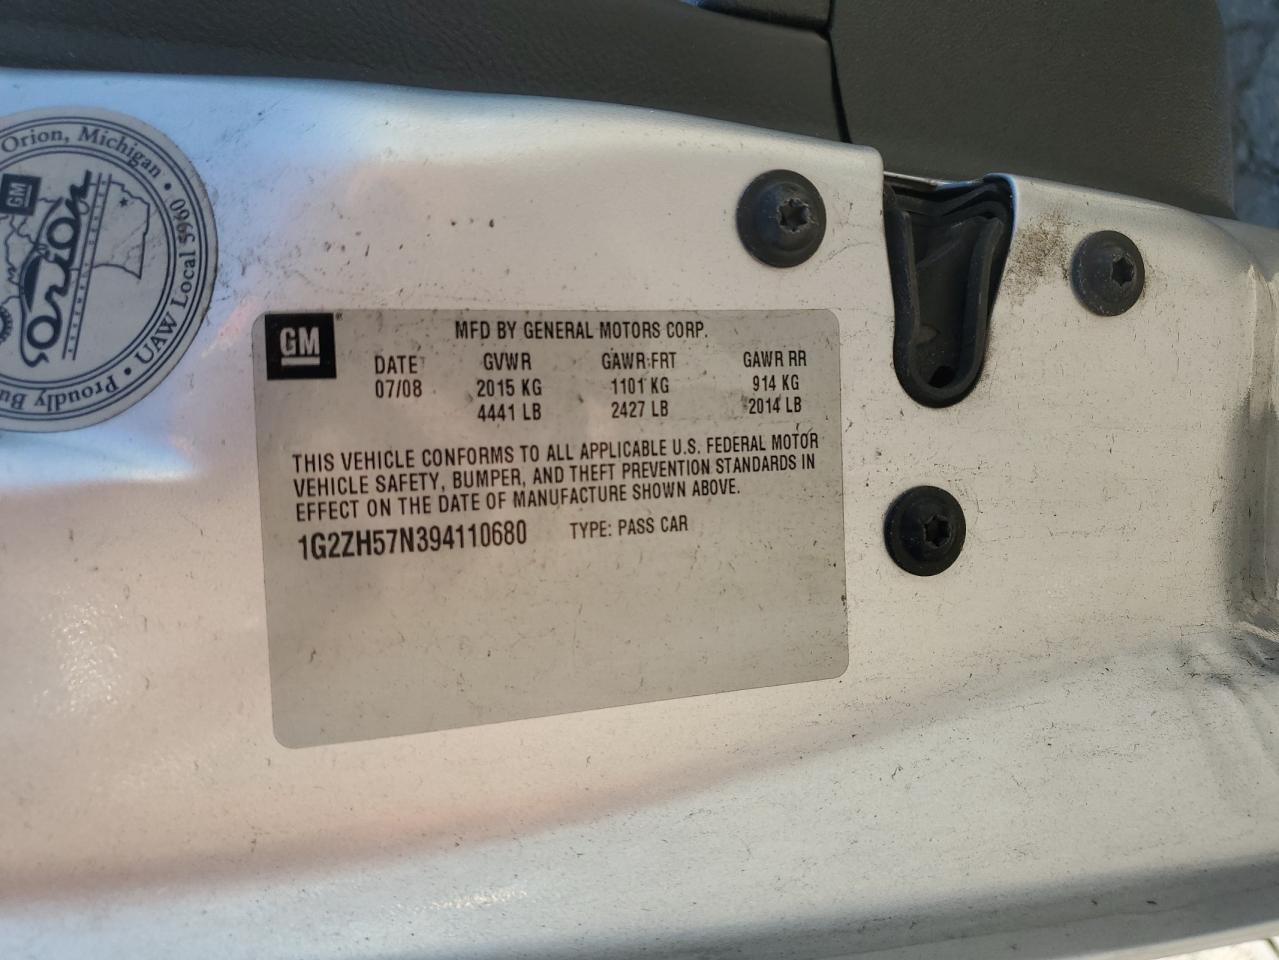 Orion, Michigan • UAW Local 5960 • Proudly
GM
orion
GM
MFD BY GENERAL MOTORS CORP.
DATE GVWR GAWR FRT GAWR RR
07/08 2015 KG 1101 KG 914 KG
4441 LB 2427 LB 2014 LB
THIS VEHICLE CONFORMS TO ALL APPLICABLE U.S. FEDERAL MOTOR
VEHICLE SAFETY, BUMPER, AND THEFT PREVENTION STANDARDS IN
EFFECT ON THE DATE OF MANUFACTURE SHOWN ABOVE.
1G2ZH57N394110680 TYPE: PASS CAR